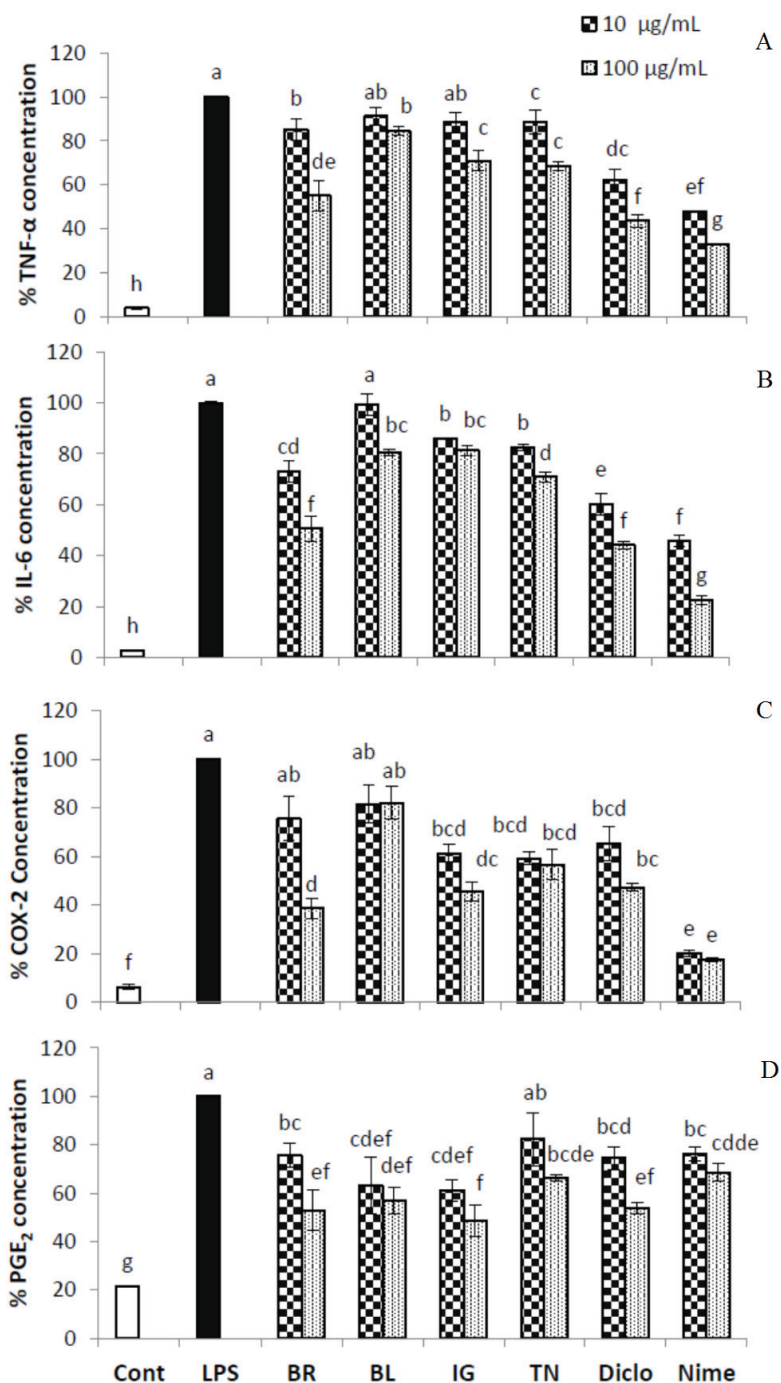 10 µg/mL
100 µg/mL
A
% TNF-α concentration
120
100
80
60
40
20
0
h
a
b
de
ab
b
ab
c
c
c
dc
f
ef
g
B
% IL-6 concentration
120
100
80
60
40
20
0
h
a
cd
f
a
bc
b
bc
b
d
e
f
f
g
C
% COX-2 Concentration
120
100
80
60
40
20
0
f
a
ab
d
ab
ab
bcd
dc
bcd
bcd
bcd
bc
e
e
D
% PGE₂ concentration
120
100
80
60
40
20
0
g
a
bc
ef
cdef
def
cdef
f
ab
bcde
bcd
ef
bc
cdde
Cont LPS BR BL IG TN Diclo Nime